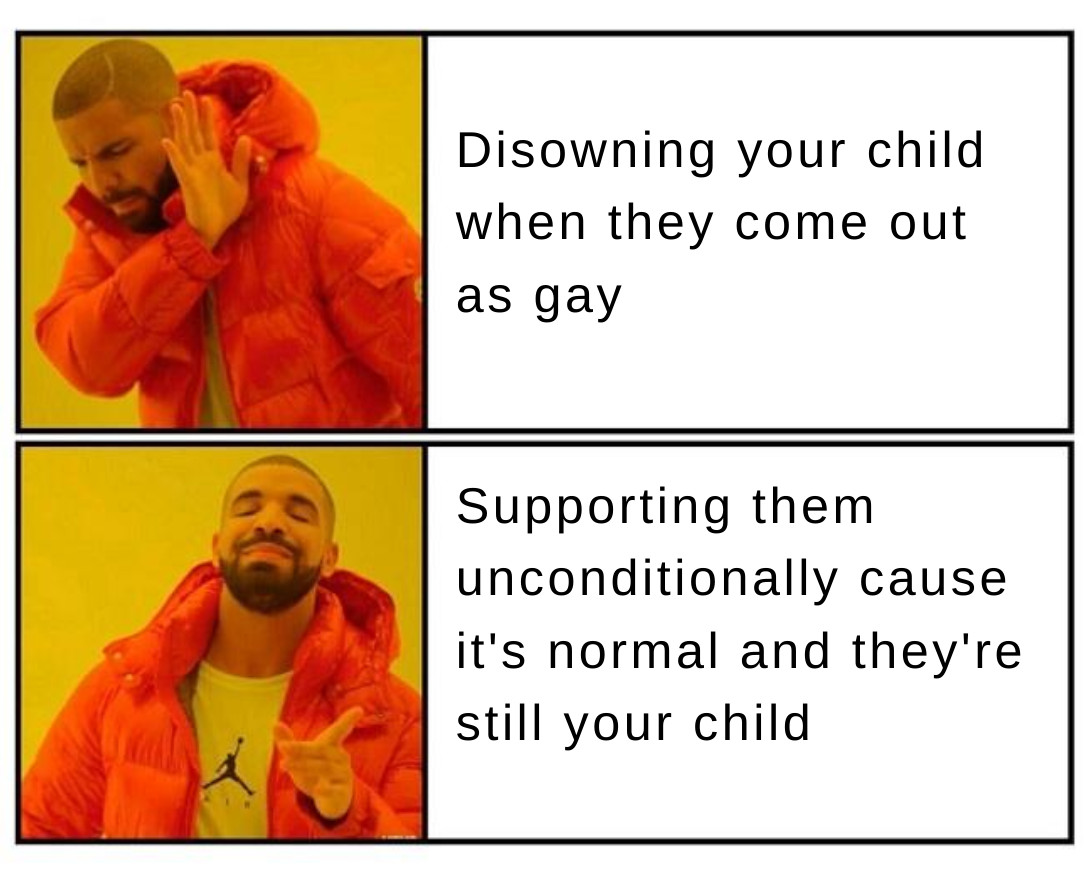 Disowning your child
when they come out
as gay
Supporting them
unconditionally cause
it's normal and they're
still your child
A I R